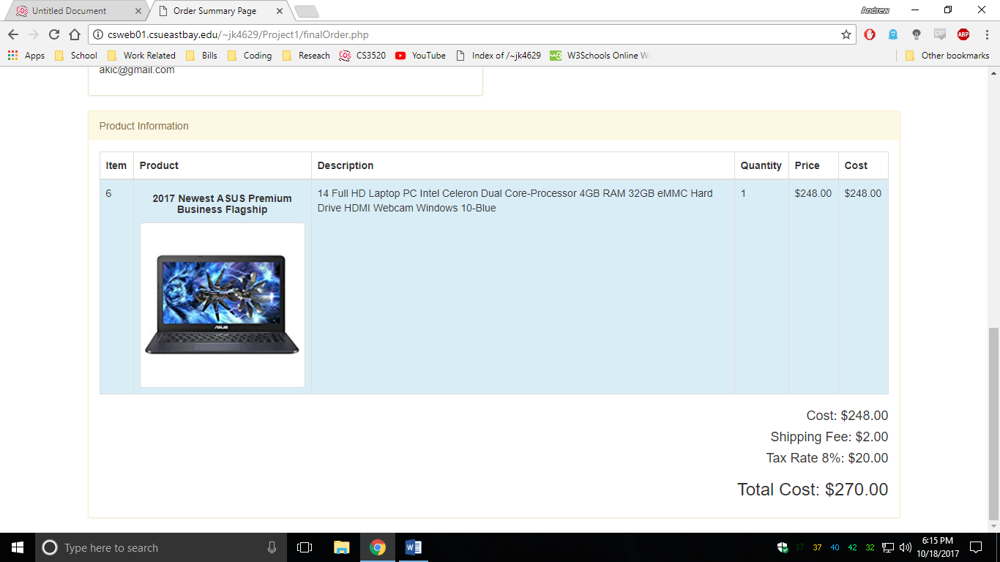 Untitled Document
Order Summary Page
Andrew
csweb01.csueastbay.edu/~jk4629/Project1/finalOrder.php
ABP
Apps School Work Related Bills Coding Reseach CS3520 YouTube Index of /~jk4629 W3Schools Online W Other bookmarks
akic@gmail.com
Product Information
Item Product Description Quantity Price Cost
6
2017 Newest ASUS Premium
Business Flagship
ASUS
14 Full HD Laptop PC Intel Celeron Dual Core-Processor 4GB RAM 32GB eMMC Hard
Drive HDMI Webcam Windows 10-Blue
1
$248.00
$248.00
Cost: $248.00
Shipping Fee: $2.00
Tax Rate 8%: $20.00
Total Cost: $270.00
Type here to search
37 37 40 42 32
6:15 PM
10/18/2017